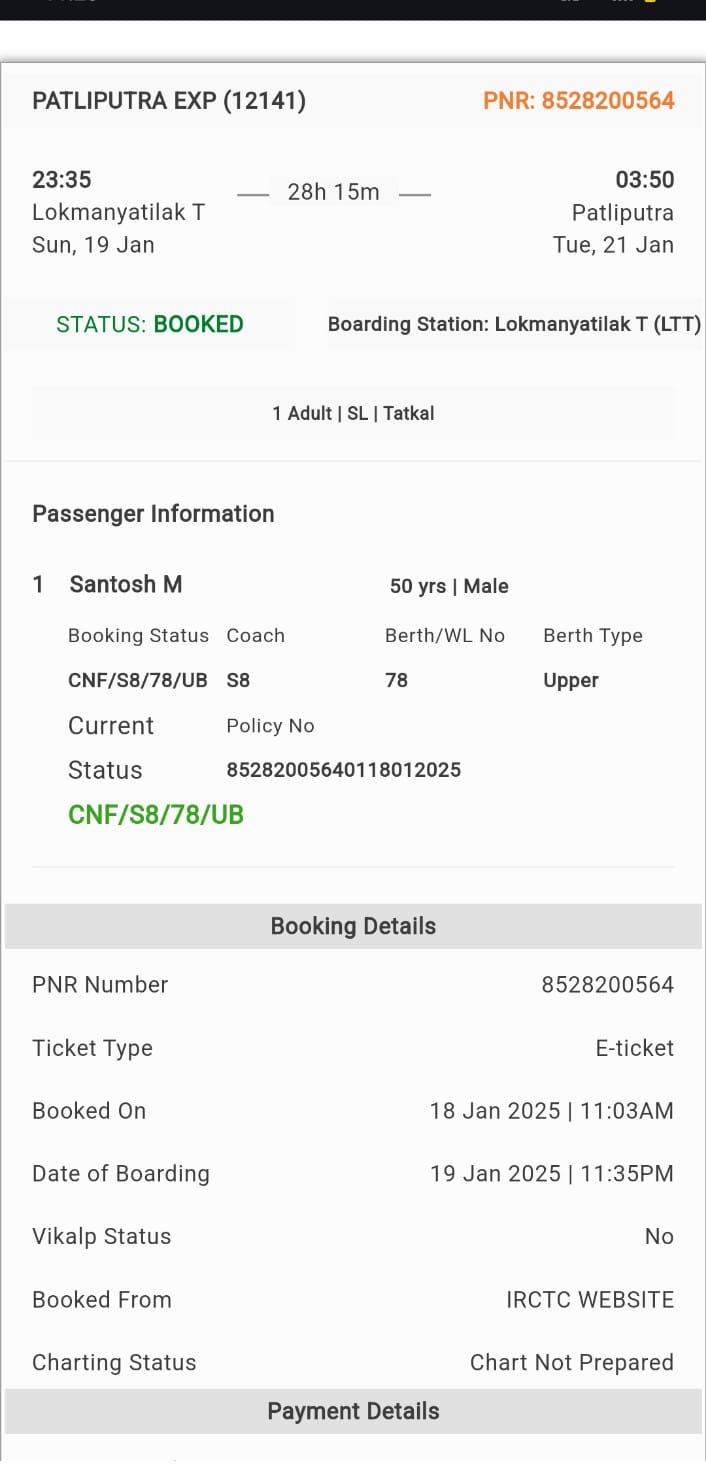 PATLIPUTRA EXP (12141) PNR: 8528200564
23:35 28h 15m 03:50
Lokmanyatilak T Patliputra
Sun, 19 Jan Tue, 21 Jan
STATUS: BOOKED Boarding Station: Lokmanyatilak T (LTT)
1 Adult | SL | Tatkal
Passenger Information
1 Santosh M 50 yrs | Male
Booking Status Coach Berth/WL No Berth Type
CNF/S8/78/UB S8 78 Upper
Current Policy No
Status 85282005640118012025
CNF/S8/78/UB
Booking Details
PNR Number 8528200564
Ticket Type E-ticket
Booked On 18 Jan 2025 | 11:03AM
Date of Boarding 19 Jan 2025 | 11:35PM
Vikalp Status No
Booked From IRCTC WEBSITE
Charting Status Chart Not Prepared
Payment Details